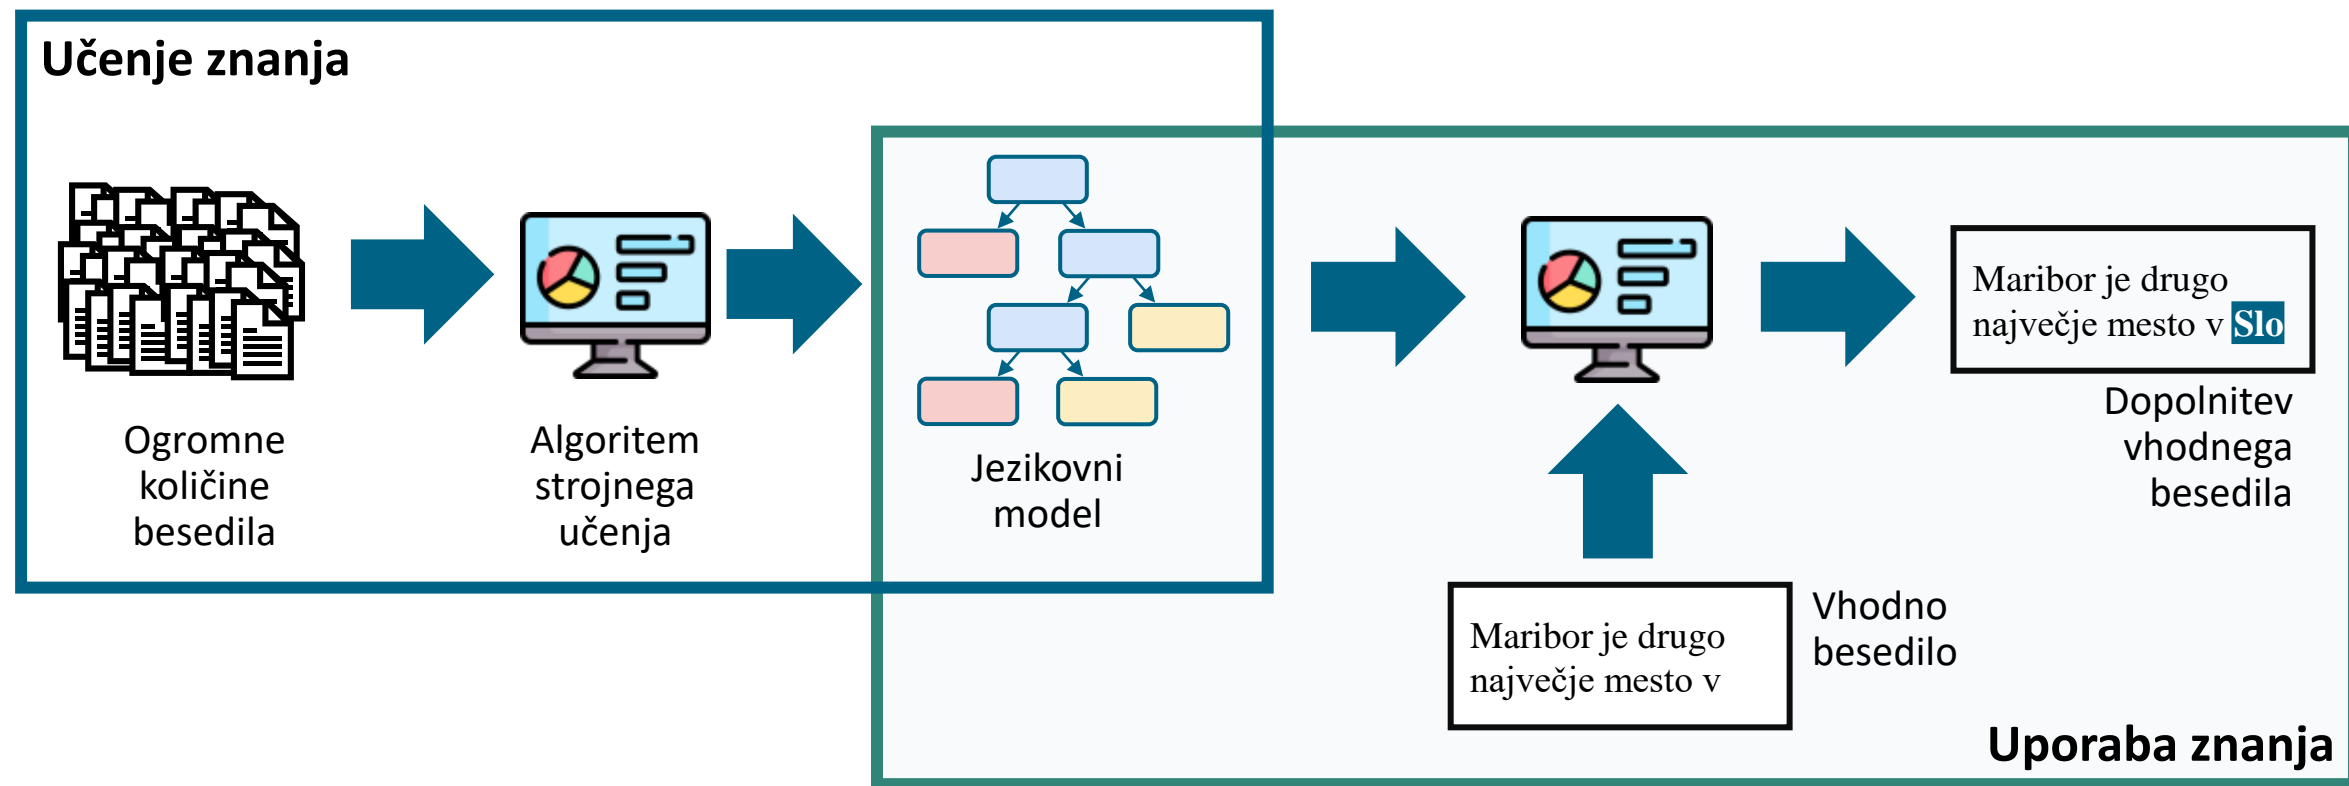 Učenje znanja
Ogromne
količine
besedila
Algoritem
strojnega
učenja
Jezikovni
model
Maribor je drugo
največje mesto v Slo
Dopolnitev
vhodnega
besedila
Maribor je drugo
največje mesto v
Vhodno
besedilo
Uporaba znanja